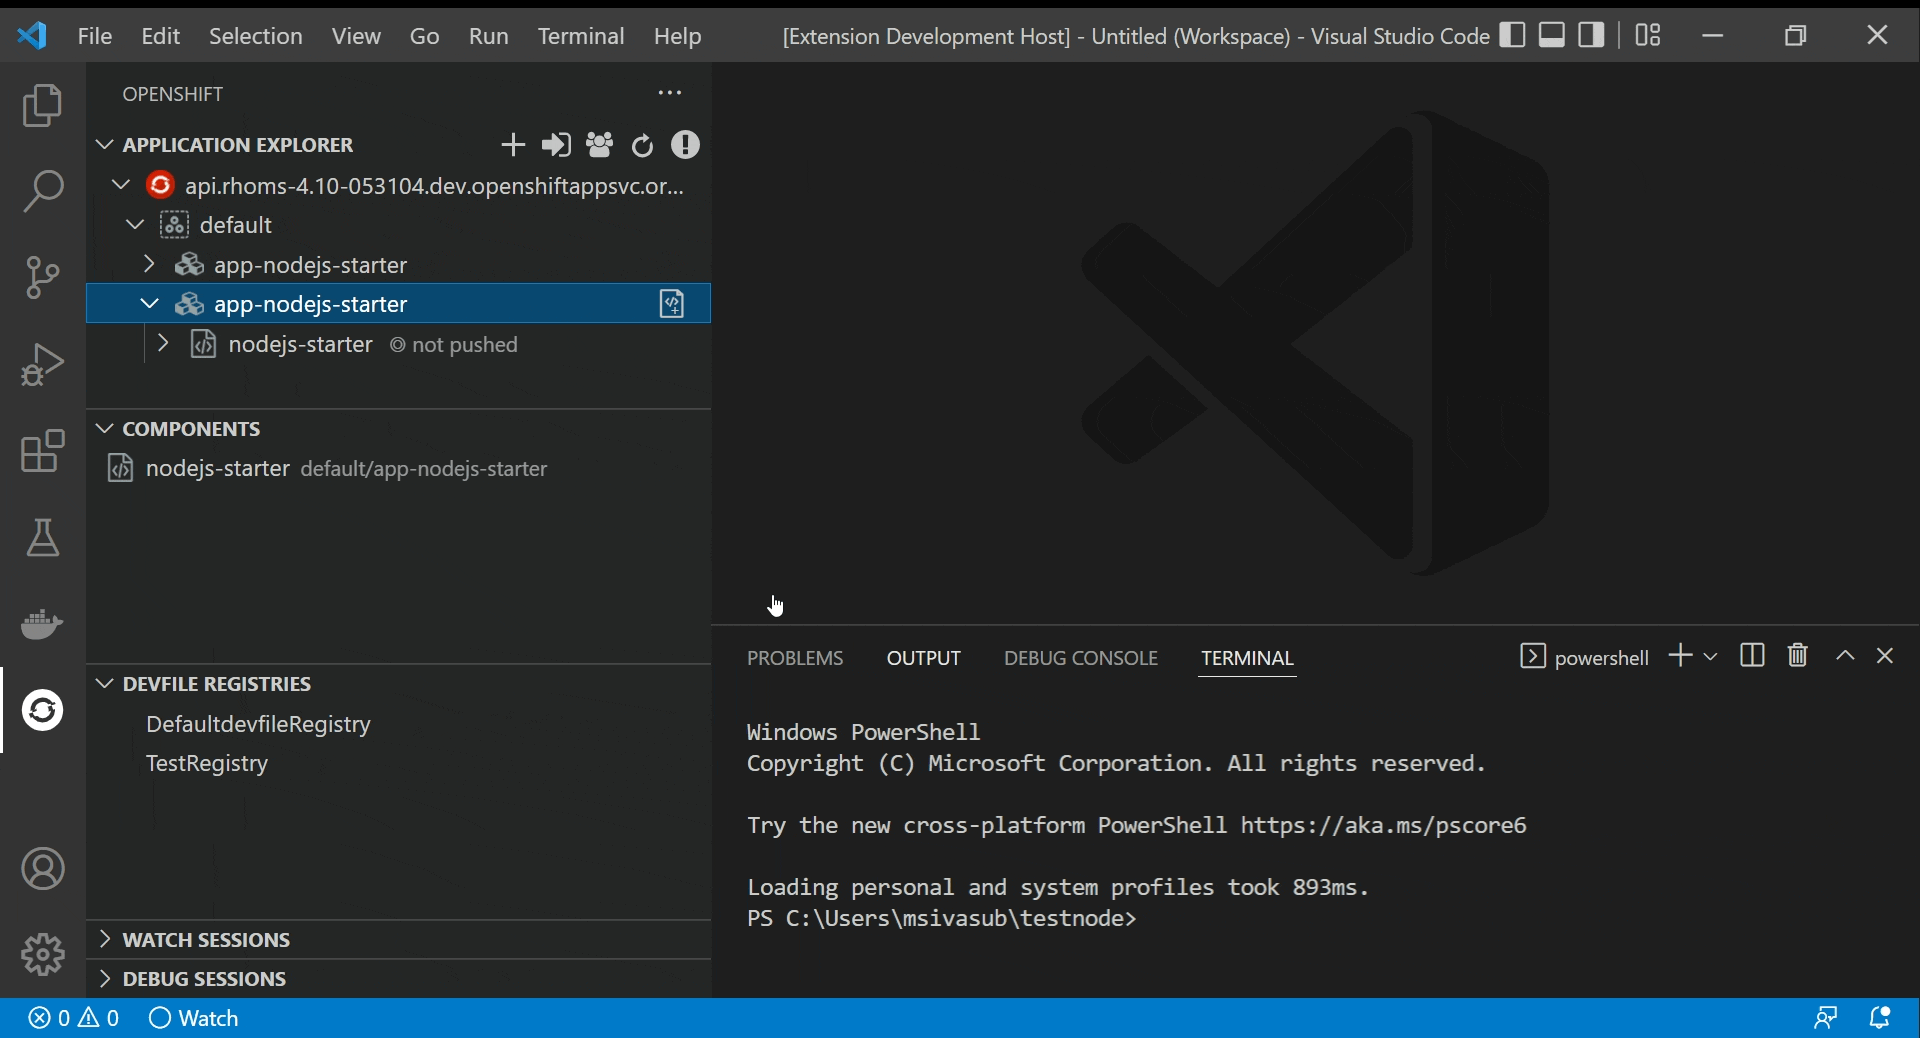 File Edit Selection View Go Run Terminal Help [Extension Development Host] - Untitled (Workspace) - Visual Studio Code
OPENSHIFT
APPLICATION EXPLORER
api.rhoms-4.10-053104.dev.openshiftappsvc.or...
default
app-nodejs-starter
app-nodejs-starter
nodejs-starter not pushed
COMPONENTS
nodejs-starter default/app-nodejs-starter
DEVFILE REGISTRIES
DefaultdevfileRegistry
TestRegistry
WATCH SESSIONS
DEBUG SESSIONS
PROBLEMS OUTPUT DEBUG CONSOLE TERMINAL powershell
Windows PowerShell
Copyright (C) Microsoft Corporation. All rights reserved.
Try the new cross-platform PowerShell https://aka.ms/pscore6
Loading personal and system profiles took 893ms.
PS C:\Users\msivasub\testnode>
0 0 Watch